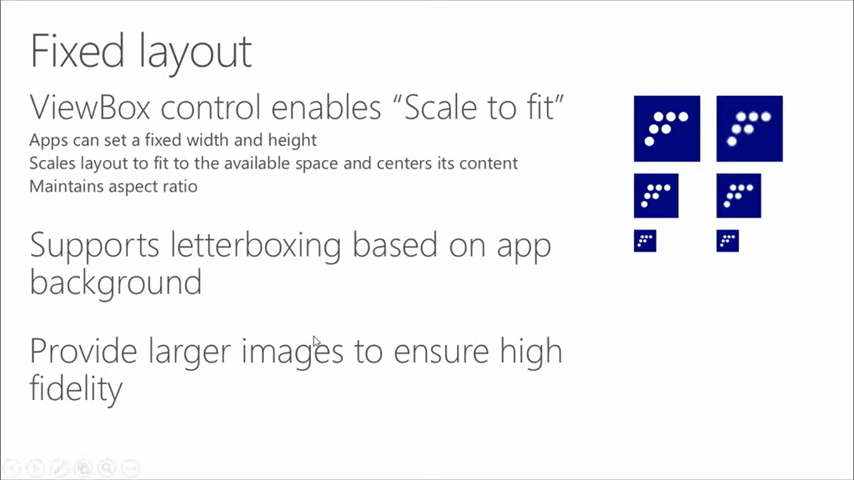 Fixed layout
ViewBox control enables “Scale to fit”
Apps can set a fixed width and height
Scales layout to fit to the available space and centers its content
Maintains aspect ratio
Supports letterboxing based on app
background
Provide larger images to ensure high
fidelity